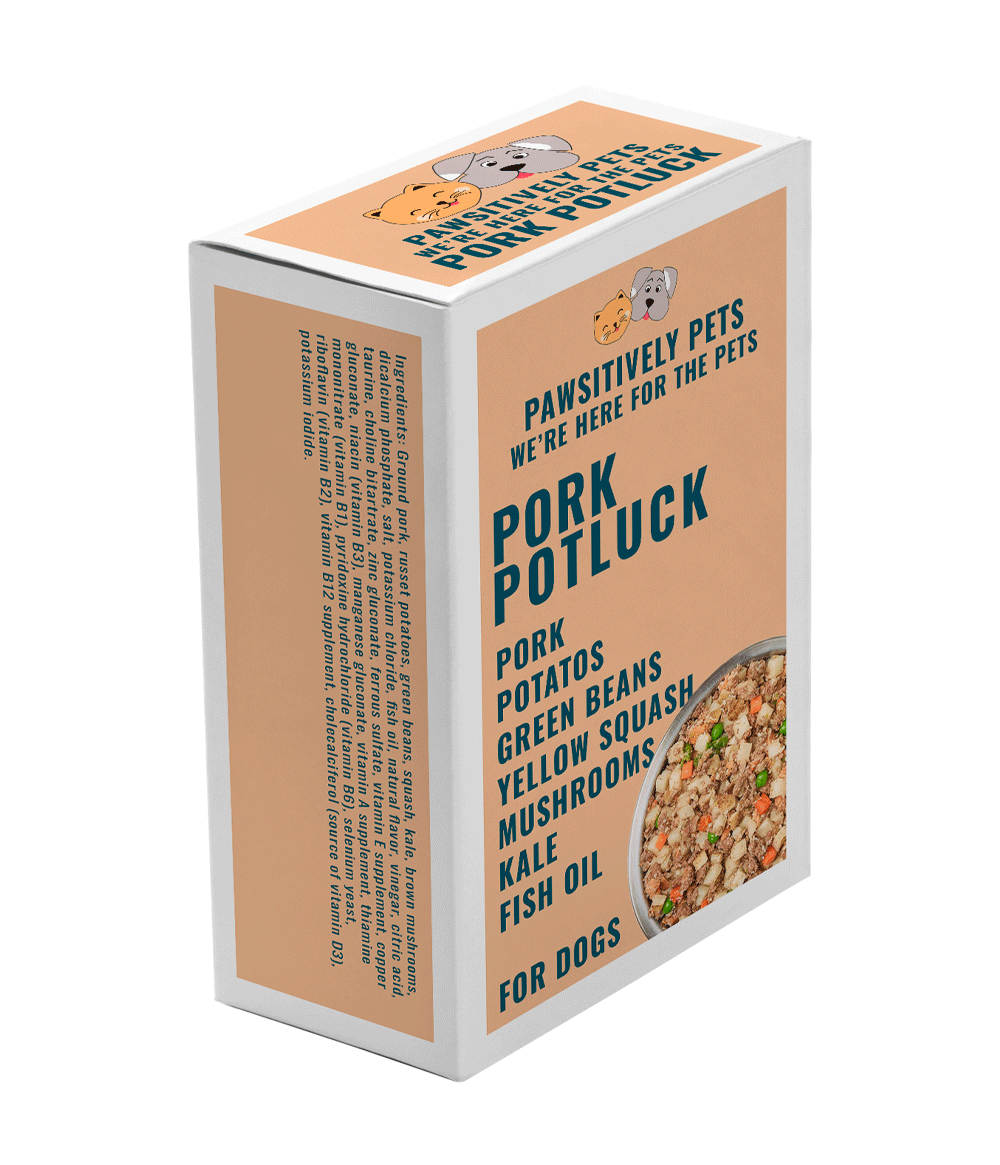 PAWSITIVELY PETS
WE'RE HERE FOR THE PETS
PORK POTLUCK
PAWSITIVELY PETS
WE'RE HERE FOR THE PETS
PORK
POTLUCK
PORK
POTATOS
GREEN BEANS
YELLOW SQUASH
MUSHROOMS
KALE
FISH OIL
FOR DOGS
Ingredients: Ground pork, russet potatoes, green beans, squash, kale, brown mushrooms,
dicalcium phosphate, salt, potassium chloride, fish oil, natural flavor, vinegar, citric acid,
taurine, choline bitartrate, zinc gluconate, ferrous sulfate, vitamin E supplement, copper
gluconate, niacin (vitamin B3), manganese gluconate, vitamin A supplement, thiamine
mononitrate (vitamin B1), pyridoxine hydrochloride (vitamin B6), selenium yeast,
riboflavin (vitamin B2), vitamin B12 supplement, cholecalciferol (source of vitamin D3),
potassium iodide.